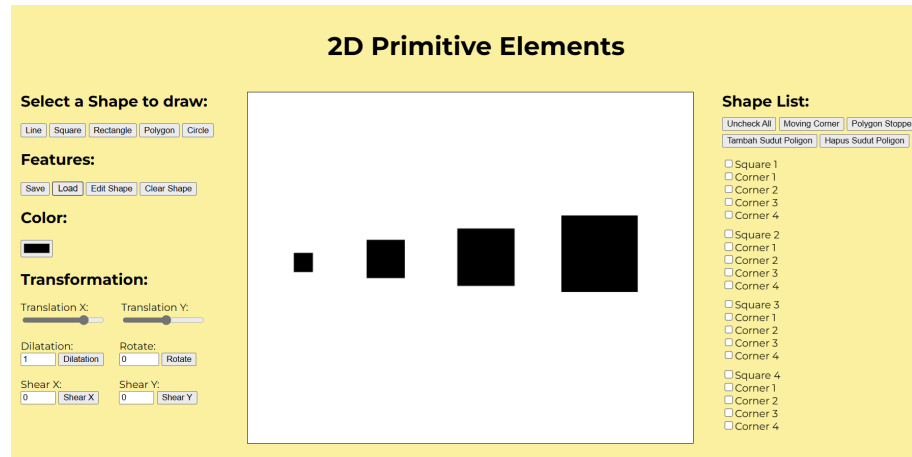 2D Primitive Elements
Select a Shape to draw:
Line Square Rectangle Polygon Circle
Features:
Save Load Edit Shape Clear Shape
Color:
Transformation:
Translation X: Translation Y:
Dilatation: Rotate:
1 Dilatation 0 Rotate
Shear X: Shear Y:
0 Shear X 0 Shear Y
Shape List:
Uncheck All Moving Corner Polygon Stoppe
Tambah Sudut Poligon Hapus Sudut Poligon
Square 1
Corner 1
Corner 2
Corner 3
Corner 4
Square 2
Corner 1
Corner 2
Corner 3
Corner 4
Square 3
Corner 1
Corner 2
Corner 3
Corner 4
Square 4
Corner 1
Corner 2
Corner 3
Corner 4